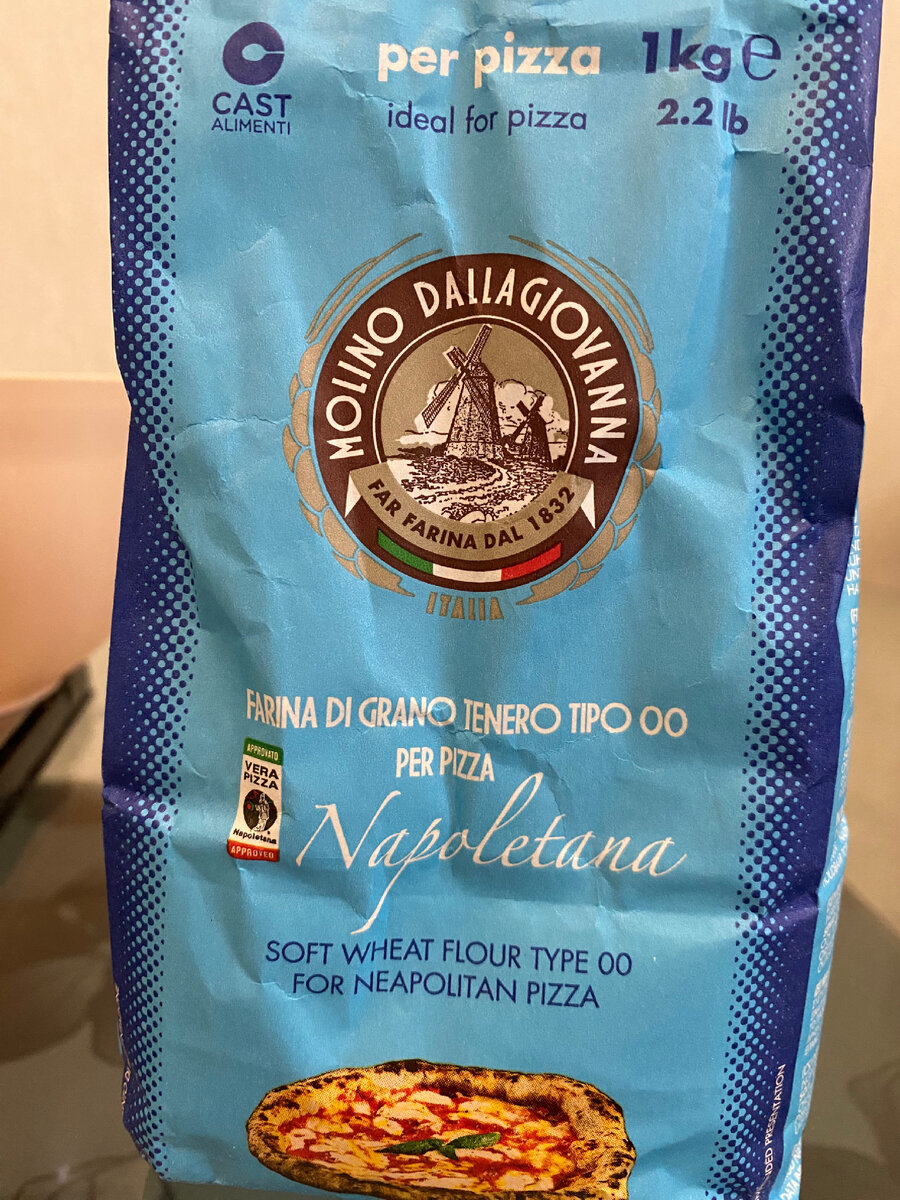 CAST
ALIMENTI
per pizza
ideal for pizza
1kg e
2.2 lb
MOLINO DALLAGIOVANNA
FAR FARINA DAL 1832
ITALIA
FARINA DI GRANO TENERO TIPO 00
PER PIZZA
Napoletana
APPROVATO
VERA
PIZZA
Napoletana
APPROVED
SOFT WHEAT FLOUR TYPE 00
FOR NEAPOLITAN PIZZA
PRESENTATION